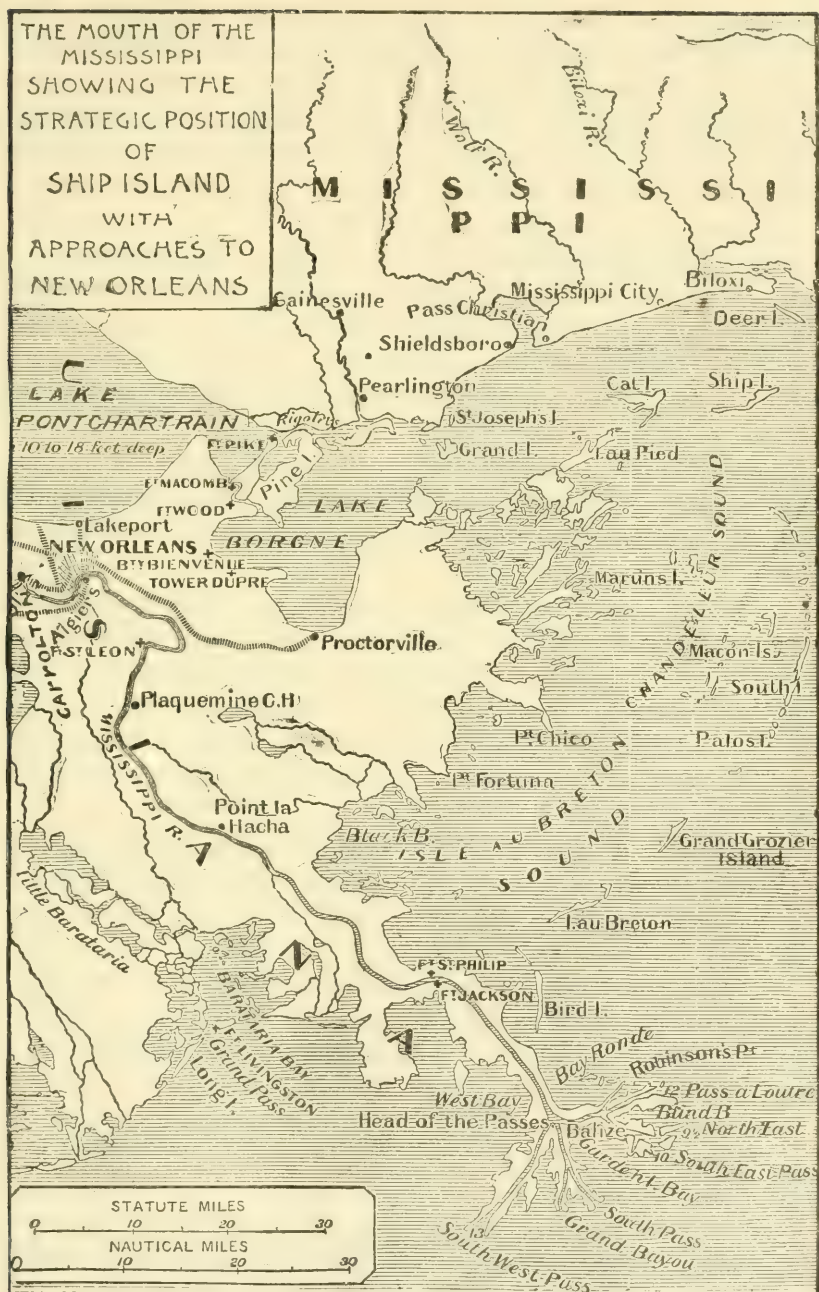 THE MOUTH OF THE
MISSISSIPPI
SHOWING THE
STRATEGIC POSITION
OF
SHIP ISLAND
WITH
APPROACHES TO
NEW ORLEANS
Wolf R.
Biloxi R.
MISSISSI
PPI
Gainesville
Pass Christian
Mississippi City
Biloxi
Deer I.
Shieldsboro
Pearlington
Cat I.
Ship I.
LAKE
PONTCHARTRAIN
10 to 18 feet deep
Rigolets
St Joseph's I.
Grand I.
I au Pied
Ft PIKE
Pine I.
Ft MACOMB
Ft WOOD
LAKE
BORGNE
Lakeport
NEW ORLEANS
Bty BIENVENUE
TOWER DUPRE
Algiers
Ft ST LEON
Proctorville
Maruns I.
CHANDELEUR SOUND
Macon Is
South I
Palos I.
Plaquemine C.H
MISSISSIPPI R.
Pt Chico
Pt Fortuna
Point la
Hacha
Black B.
ISLE AU BRETON
SOUND
Grand Grozier
Island
I. au Breton
L
I
S
I
A
N
A
Little Barataria
BARATARIA BAY
Ft LIVINGSTON
Grand Pass
Long I.
Ft ST PHILIP
Ft JACKSON
Bird I.
Bay Ronde
Robinson's Pt
West Bay
Head of the Passes
12 Pass a Loutre
Blind B
Balize
9½ North East
10 South East Pass
Garden I. Bay
South Pass
Grand Bayou
13
South West Pass
STATUTE MILES
0 10 20 30
NAUTICAL MILES
0 10 20 30